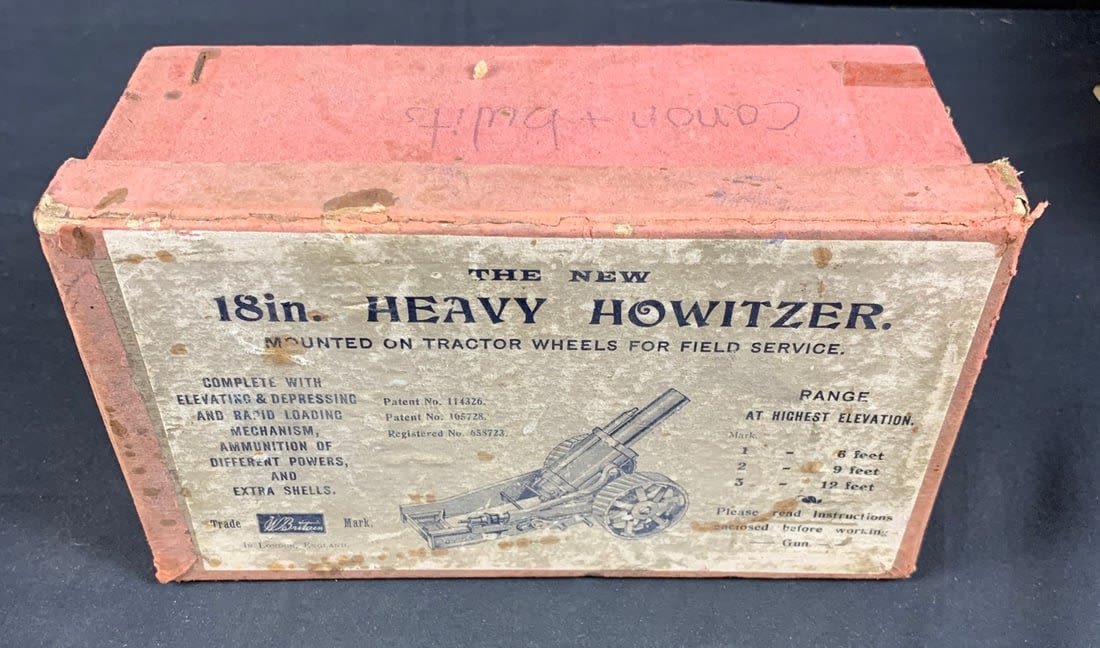 canon + bullits
THE NEW
18in. HEAVY HOWITZER.
MOUNTED ON TRACTOR WHEELS FOR FIELD SERVICE.
COMPLETE WITH
ELEVATING & DEPRESSING
AND RAPID LOADING
MECHANISM,
AMMUNITION OF
DIFFERENT POWERS,
AND
EXTRA SHELLS.
Trade W Britain Mark.
LONDON, ENGLAND.
Patent No. 114326.
Patent No. 105728.
Registered No. 658723.
RANGE
AT HIGHEST ELEVATION.
Mark.
1 - 6 feet
2 - 9 feet
3 - 12 feet
Please read Instructions
enclosed before working
Gun.